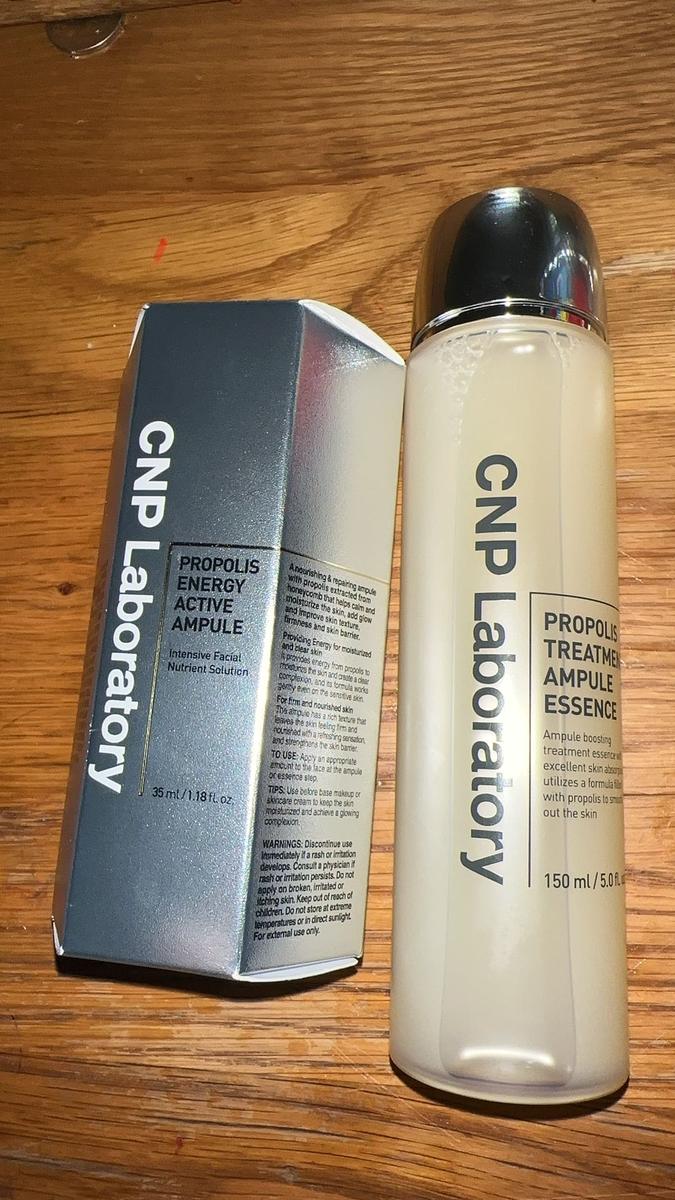 CNP Laboratory
PROPOLIS
ENERGY
ACTIVE
AMPULE
Intensive Facial
Nutrient Solution
35 ml / 1.18 fl. oz.
A nourishing & repairing ampule
with propolis extracted from
honeycomb that helps calm and
moisturize the skin, add glow
and improve skin texture,
firmness and skin barrier.
Providing Energy for moisturized
and clear skin
It provides energy from propolis to
moisturize the skin and create a clear
complexion, and its formula works
gently even on the sensitive skin.
For firm and nourished skin
The ampule has a rich texture that
leaves the skin feeling firm and
nourished with a refreshing sensation,
and strengthens the skin barrier.
TO USE: Apply an appropriate
amount to the face at the ampule
or essence step.
TIPS: Use before base makeup or
skincare cream to keep the skin
moisturized and achieve a glowing
complexion.
WARNINGS: Discontinue use
immediately if a rash or irritation
develops. Consult a physician if
rash or irritation persists. Do not
apply on broken, irritated or
itching skin. Keep out of reach of
children. Do not store at extreme
temperatures or in direct sunlight.
For external use only.
CNP Laboratory
PROPOLIS
TREATMEN
AMPULE
ESSENCE
Ampule boosting
treatment essence
excellent skin absorp
utilizes a formula
with propolis to smoo
out the skin
150 ml / 5.0 fl.